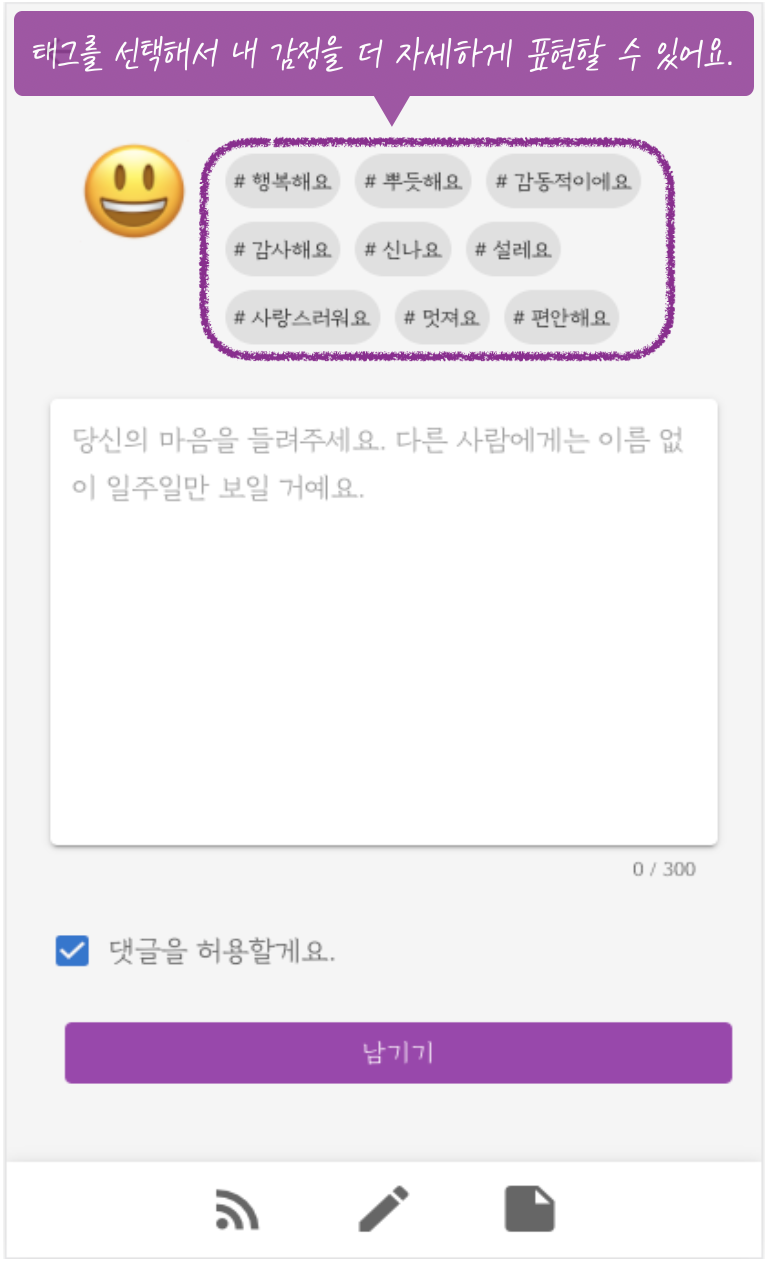 태그를 선택해서 내 감정을 더 자세하게 표현할 수 있어요.
# 행복해요 # 뿌듯해요 # 감동적이에요
# 감사해요 # 신나요 # 설레요
# 사랑스러워요 # 멋져요 # 편안해요
당신의 마음을 들려주세요. 다른 사람에게는 이름 없
이 일주일만 보일 거예요.
0 / 300
댓글을 허용할게요.
남기기